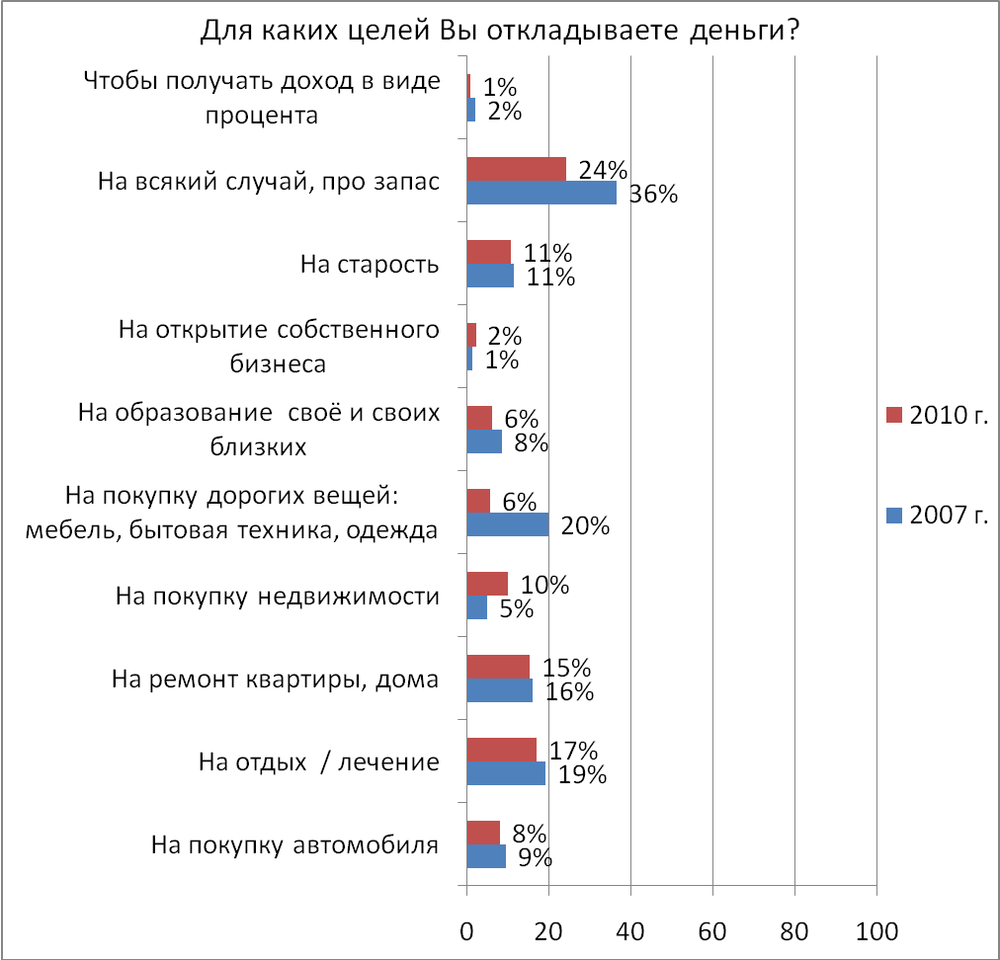 Для каких целей Вы откладываете деньги?
Чтобы получать доход в виде
процента
1%
2%
На всякий случай, про запас
24%
36%
На старость
11%
11%
На открытие собственного
бизнеса
2%
1%
На образование своё и своих
близких
6%
8%
На покупку дорогих вещей:
мебель, бытовая техника, одежда
6%
20%
На покупку недвижимости
10%
5%
На ремонт квартиры, дома
15%
16%
На отдых / лечение
17%
19%
На покупку автомобиля
8%
9%
0 20 40 60 80 100
2010 г.
2007 г.